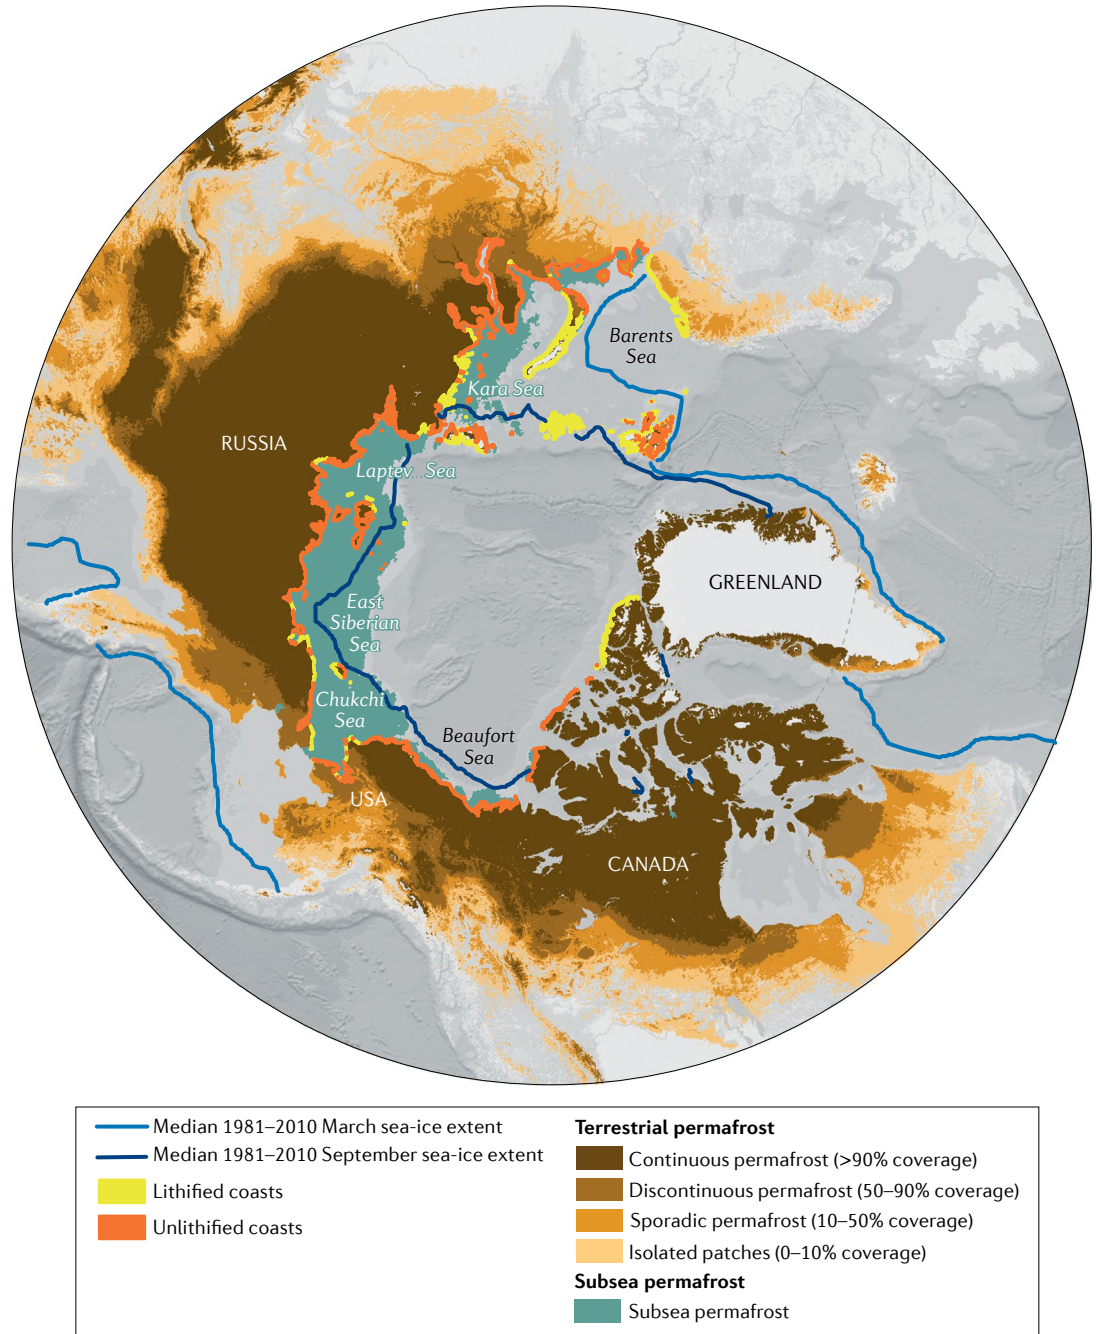 Barents
Sea
Kara Sea
RUSSIA
Laptev Sea
GREENLAND
East
Siberian
Sea
Chukchi
Sea
Beaufort
Sea
USA
CANADA
Median 1981–2010 March sea-ice extent
Median 1981–2010 September sea-ice extent
Lithified coasts
Unlithified coasts
Terrestrial permafrost
Continuous permafrost (>90% coverage)
Discontinuous permafrost (50–90% coverage)
Sporadic permafrost (10–50% coverage)
Isolated patches (0–10% coverage)
Subsea permafrost
Subsea permafrost